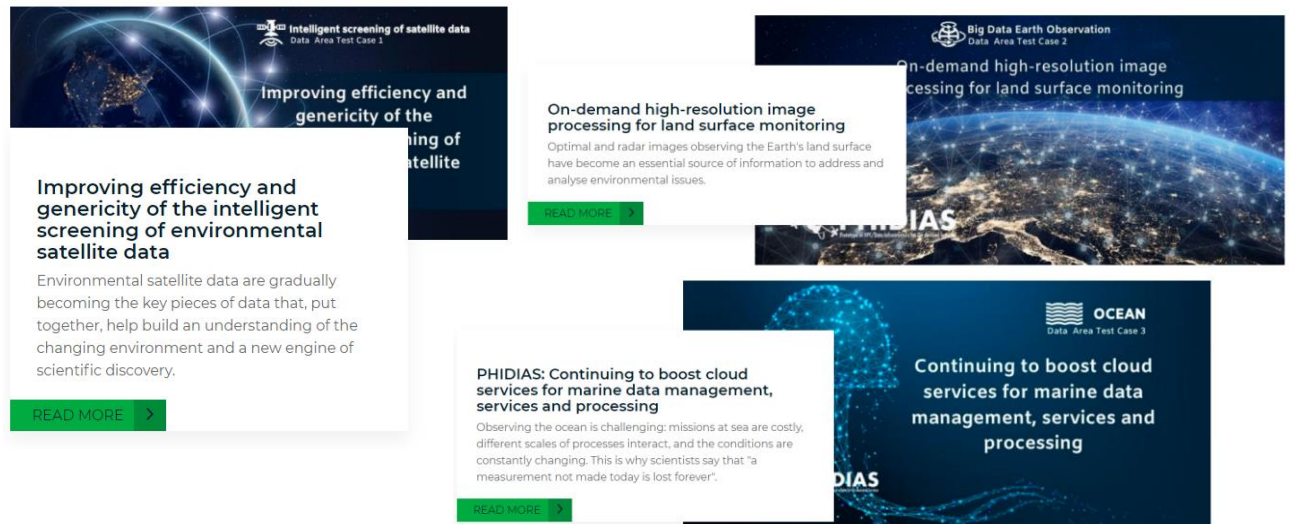 Intelligent screening of satellite data
Data Area Test Case 1
Improving efficiency and
genericity of the
ning of
atellite
Improving efficiency and
genericity of the intelligent
screening of environmental
satellite data
Environmental satellite data are gradually
becoming the key pieces of data that, put
together, help build an understanding of the
changing environment and a new engine of
scientific discovery.
READ MORE >
Big Data Earth Observation
Data Area Test Case 2
On-demand high-resolution image
cessing for land surface monitoring
On-demand high-resolution image
processing for land surface monitoring
Optimal and radar images observing the Earth's land surface
have become an essential source of information to address and
analyse environmental issues.
READ MORE >
PHIDIAS
OCEAN
Data Area Test Case 3
Continuing to boost cloud
services for marine data
management, services and
processing
PHIDIAS: Continuing to boost cloud
services for marine data management,
services and processing
Observing the ocean is challenging: missions at sea are costly,
different scales of processes interact, and the conditions are
constantly changing. This is why scientists say that "a
measurement not made today is lost forever".
READ MORE >
DIAS